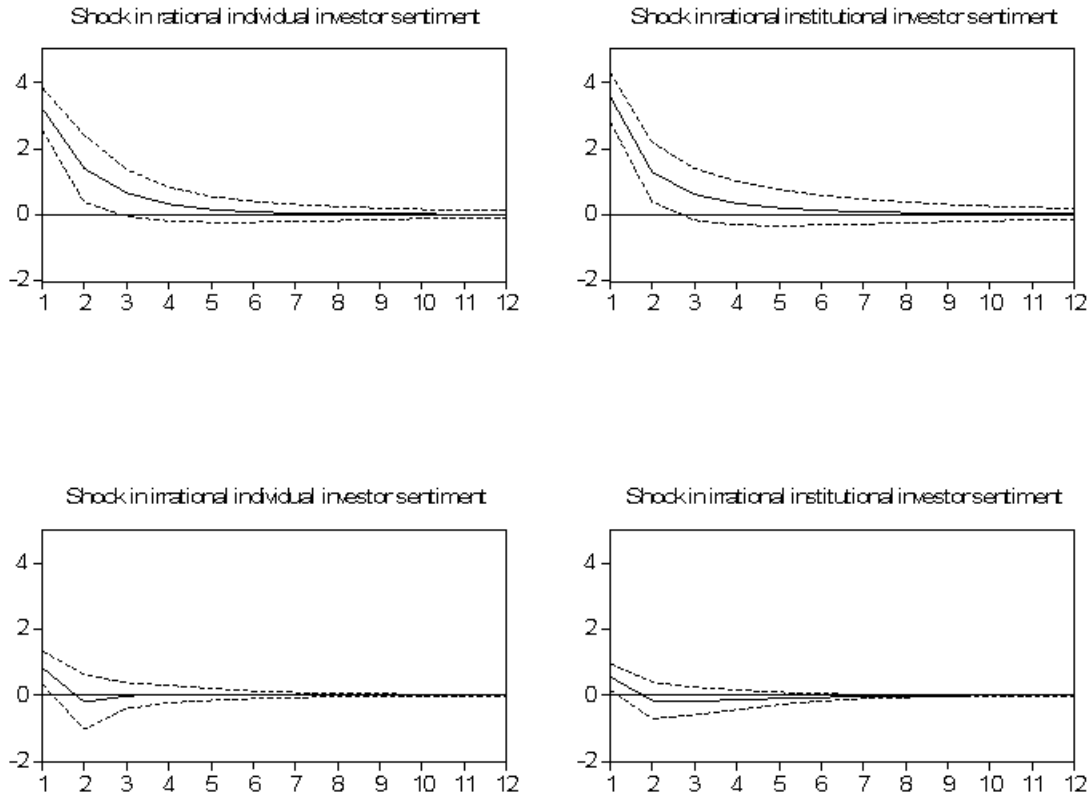 Shock in rational individual investor sentiment
4
2
0
-2
1 2 3 4 5 6 7 8 9 10 11 12
Shock in rational institutional investor sentiment
4
2
0
-2
1 2 3 4 5 6 7 8 9 10 11 12
Shock in irrational individual investor sentiment
4
2
0
-2
1 2 3 4 5 6 7 8 9 10 11 12
Shock in irrational institutional investor sentiment
4
2
0
-2
1 2 3 4 5 6 7 8 9 10 11 12